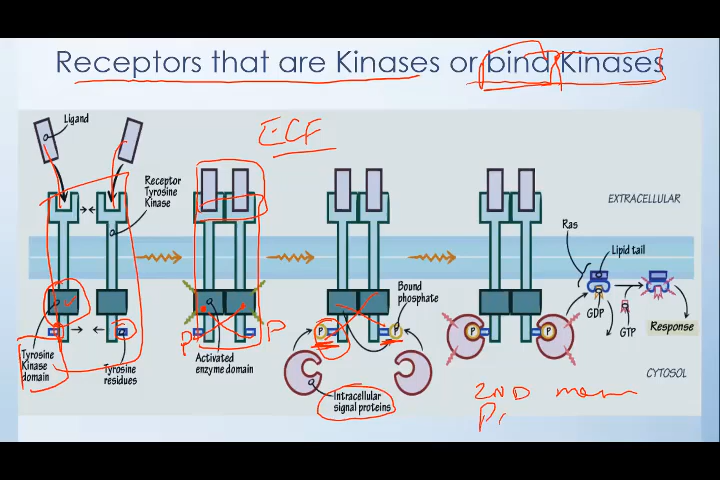 Receptors that are Kinases or bind Kinases
Ligand
ECF
Receptor
Tyrosine
Kinase
EXTRACELLULAR
Ras
Lipid tail
Bound
phosphate
GDP
GTP
Response
P
P
P
P
P
P
Tyrosine
Kinase
domain
Tyrosine
residues
Activated
enzyme domain
Intracellular
signal proteins
CYTOSOL
2ND